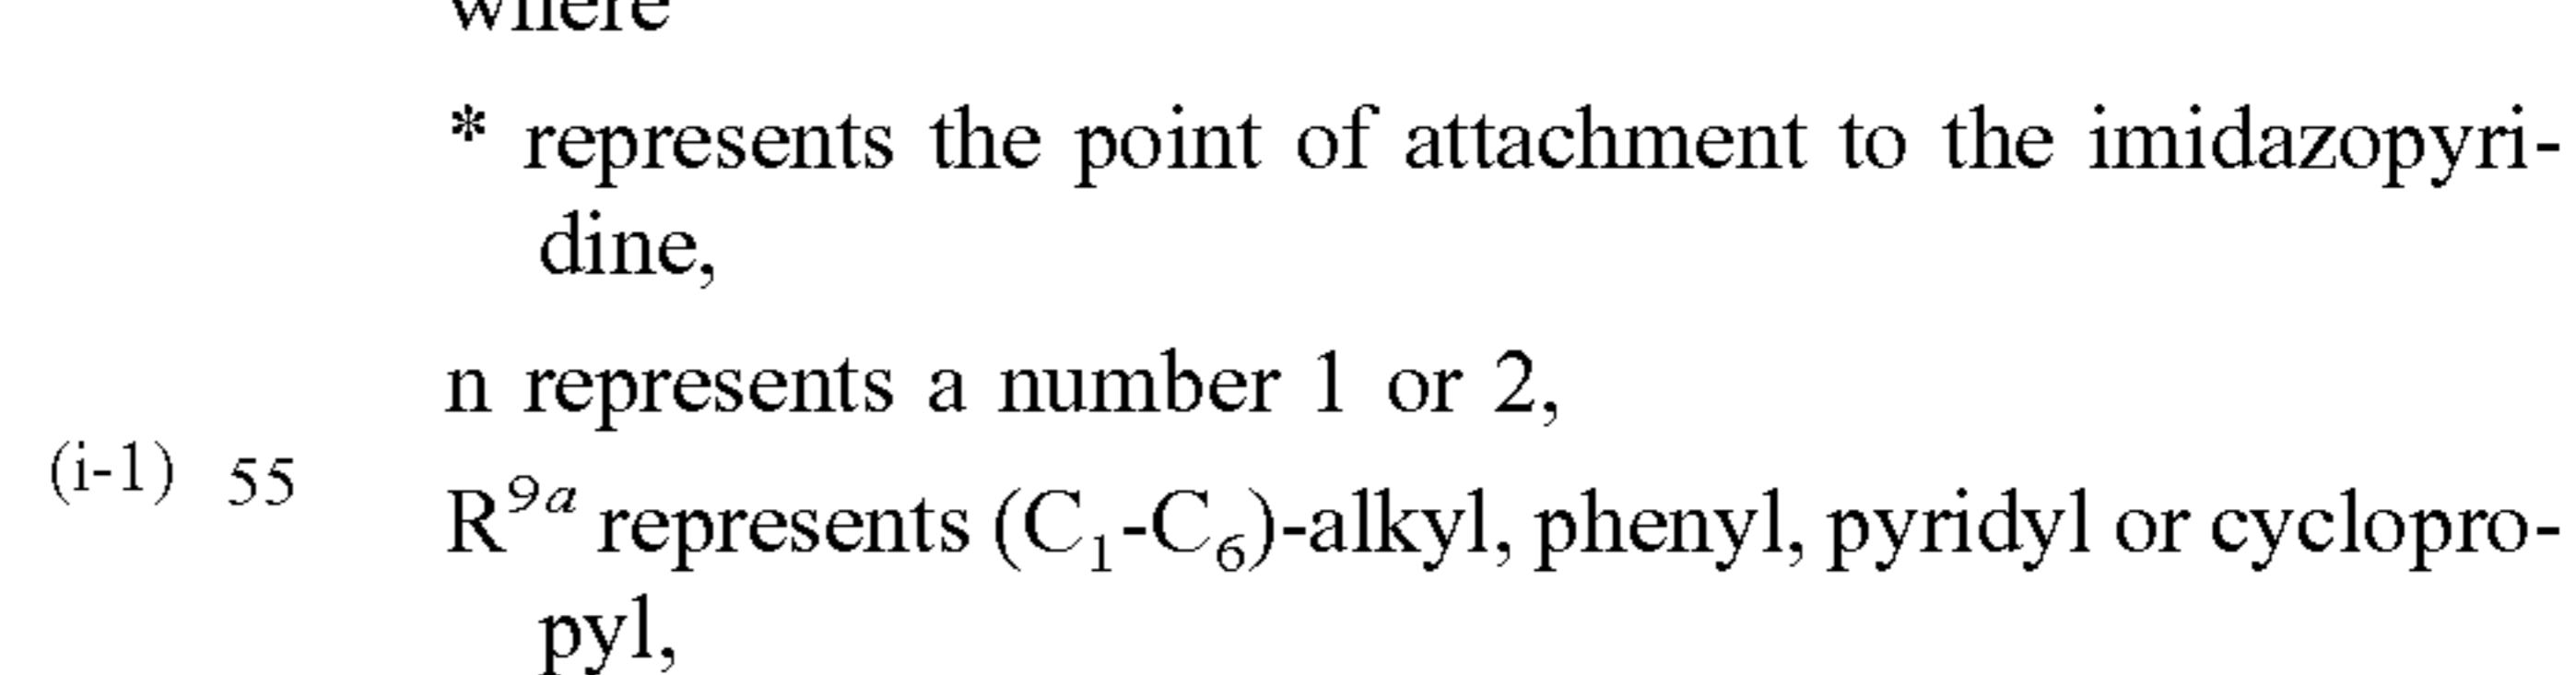 where
* represents the point of attachment to the imidazopyri-
dine,
n represents a number 1 or 2,
(i-1) 55
R⁹ᵃ represents (C₁-C₆)-alkyl, phenyl, pyridyl or cyclopro-
pyl,